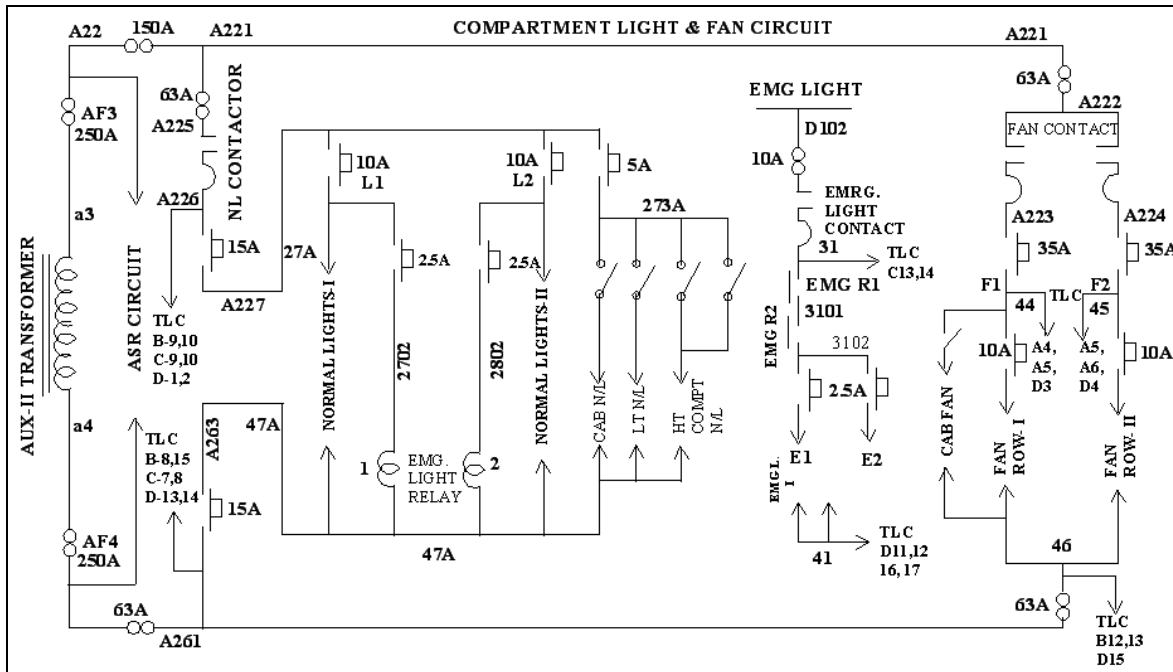 COMPARTMENT LIGHT & FAN CIRCUIT
A22
150A
A221
A221
63A
63A
AF3
250A
A225
NL CONTACTOR
EMG LIGHT
D102
A222
FAN CONTACT
10A
L1
10A
L2
5A
10A
A226
a3
15A
27A
A227
2.5A
2.5A
273A
EMRG.
LIGHT
CONTACT
31
TLC
C13,14
A223
A224
35A
35A
AUX-II TRANSFORMER
ASR CIRCUIT
TLC
B-9,10
C-9,10
D-1,2
NORMAL LIGHTS-I
2702
2802
NORMAL LIGHTS-II
EMG R1
3101
EMG R2
3102
F1
44
TLC
F2
45
10A
A4,
A5,
D3
A5,
A6,
D4
10A
a4
TLC
B-8,15
C-7,8
D-13,14
A263
47A
CAB N/L
LT N/L
HT
COMPT
N/L
2.5A
CAB FAN
FAN
ROW-I
FAN
ROW-II
1
EMG.
LIGHT
RELAY
2
E1
E2
EMGL.
I
15A
AF4
250A
47A
41
TLC
D11,12
16,17
46
63A
A261
63A
TLC
B12,13
D15